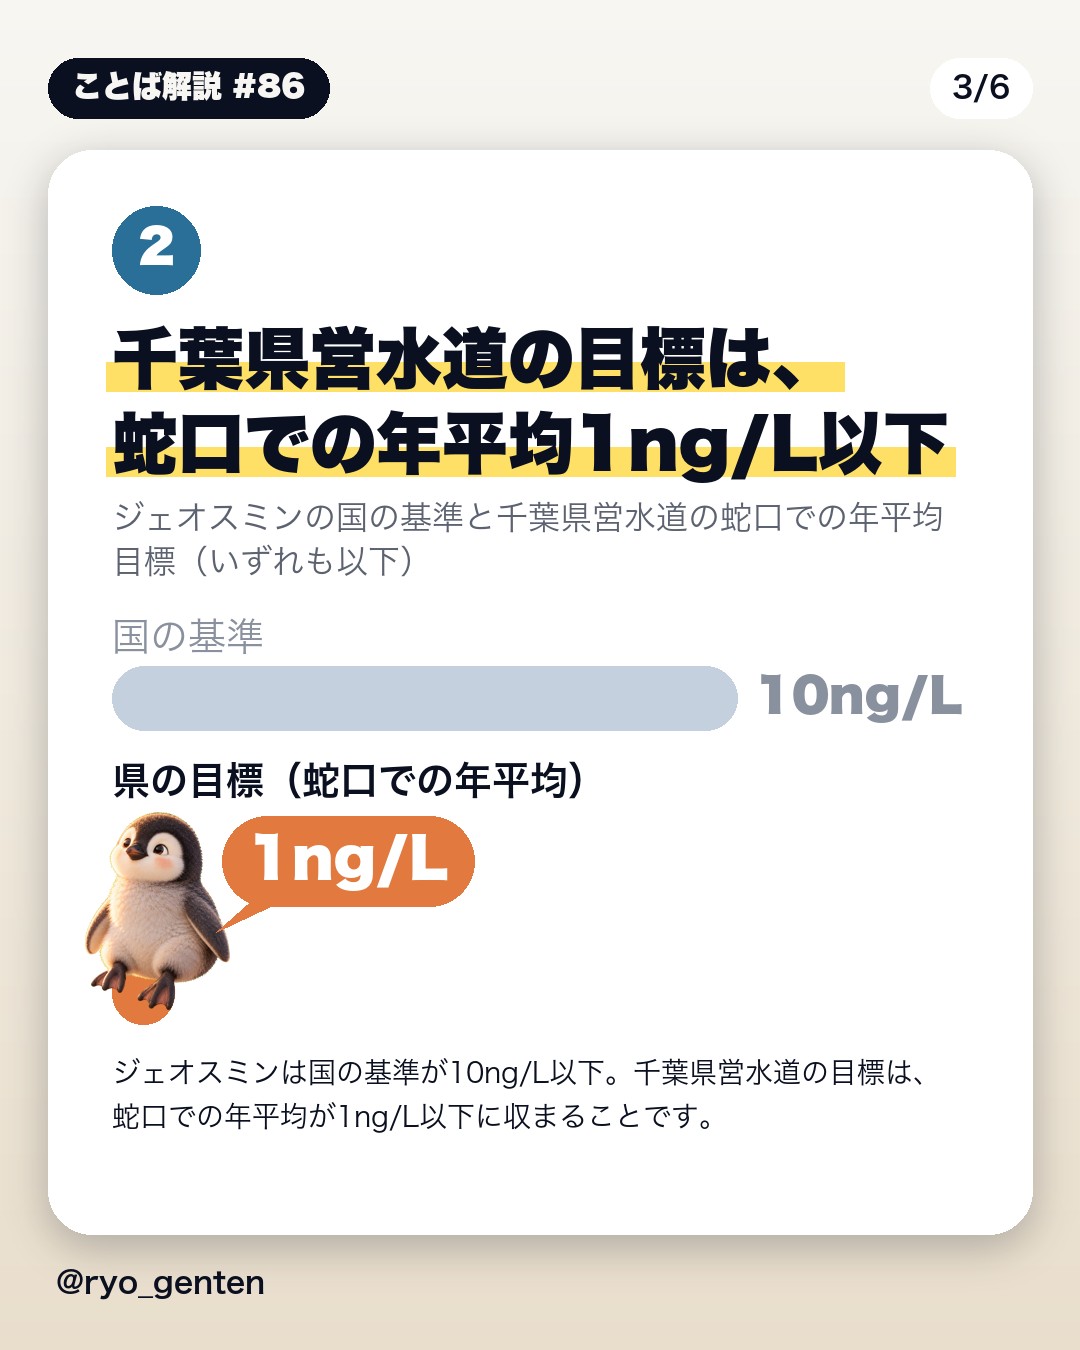 ことば解説 #86
3/6
2
千葉県営水道の目標は、
蛇口での年平均1ng/L以下
ジェオスミンの国の基準と千葉県営水道の蛇口での年平均
目標（いずれも以下）
国の基準
10ng/L
県の目標（蛇口での年平均）
1ng/L
ジェオスミンは国の基準が10ng/L以下。千葉県営水道の目標は、
蛇口での年平均が1ng/L以下に収まることです。
@ryo_genten